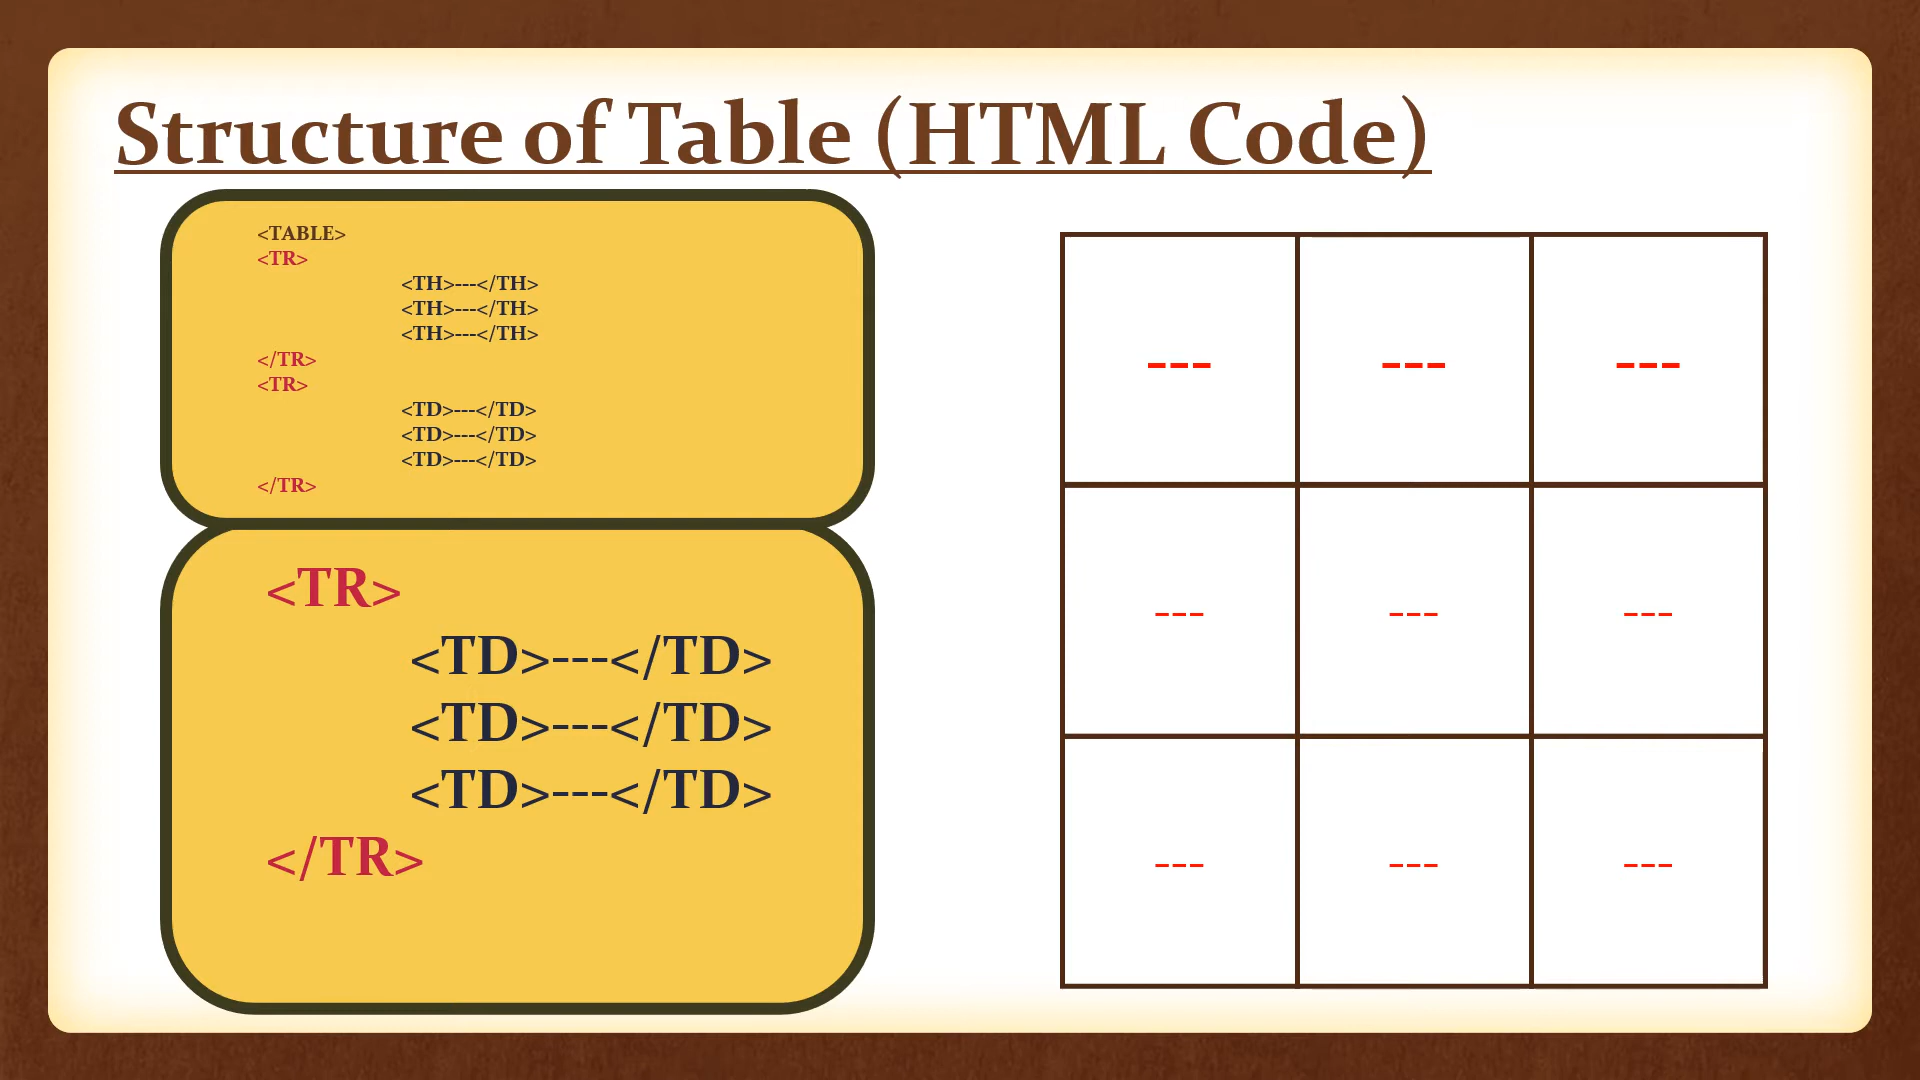 Structure of Table (HTML Code)
<TABLE>
<TR>
<TH>---</TH>
<TH>---</TH>
<TH>---</TH>
</TR>
<TR>
<TD>---</TD>
<TD>---</TD>
<TD>---</TD>
</TR>
<TR>
<TD>---</TD>
<TD>---</TD>
<TD>---</TD>
</TR>
--- --- ---
--- --- ---
--- --- ---